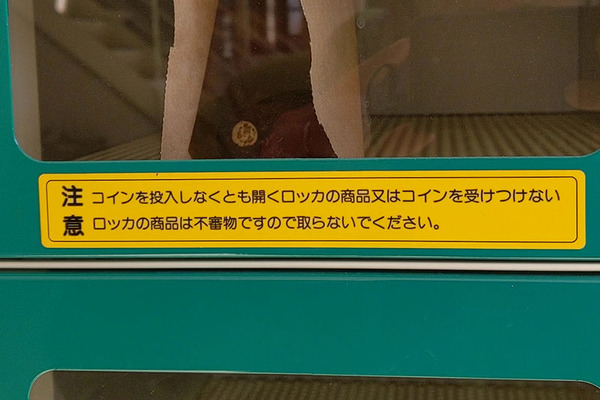 注意
コインを投入しなくとも開くロッカの商品又はコインを受けつけない
ロッカの商品は不審物ですので取らないでください。